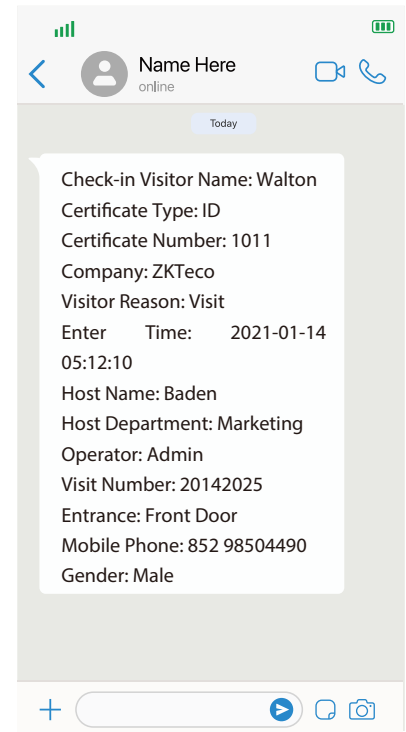 Name Here
online
Today
Check-in Visitor Name: Walton
Certificate Type: ID
Certificate Number: 1011
Company: ZKTeco
Visitor Reason: Visit
Enter Time: 2021-01-14
05:12:10
Host Name: Baden
Host Department: Marketing
Operator: Admin
Visit Number: 20142025
Entrance: Front Door
Mobile Phone: 852 98504490
Gender: Male